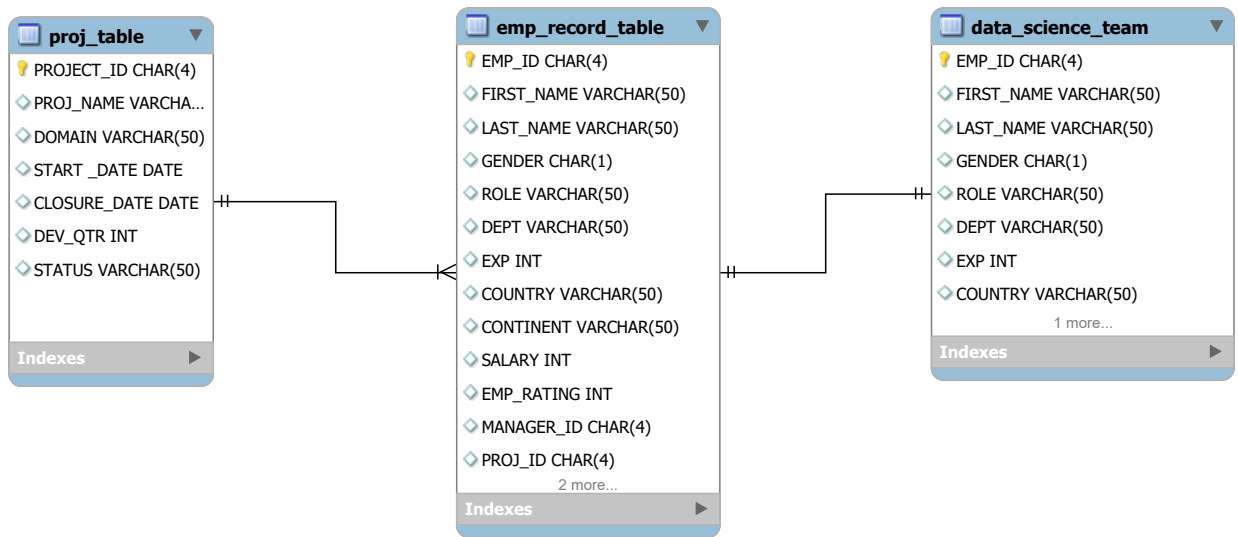 proj_table
PROJECT_ID CHAR(4)
PROJ_NAME VARCHA...
DOMAIN VARCHAR(50)
START _DATE DATE
CLOSURE_DATE DATE
DEV_QTR INT
STATUS VARCHAR(50)
Indexes
emp_record_table
EMP_ID CHAR(4)
FIRST_NAME VARCHAR(50)
LAST_NAME VARCHAR(50)
GENDER CHAR(1)
ROLE VARCHAR(50)
DEPT VARCHAR(50)
EXP INT
COUNTRY VARCHAR(50)
CONTINENT VARCHAR(50)
SALARY INT
EMP_RATING INT
MANAGER_ID CHAR(4)
PROJ_ID CHAR(4)
2 more...
Indexes
data_science_team
EMP_ID CHAR(4)
FIRST_NAME VARCHAR(50)
LAST_NAME VARCHAR(50)
GENDER CHAR(1)
ROLE VARCHAR(50)
DEPT VARCHAR(50)
EXP INT
COUNTRY VARCHAR(50)
1 more...
Indexes